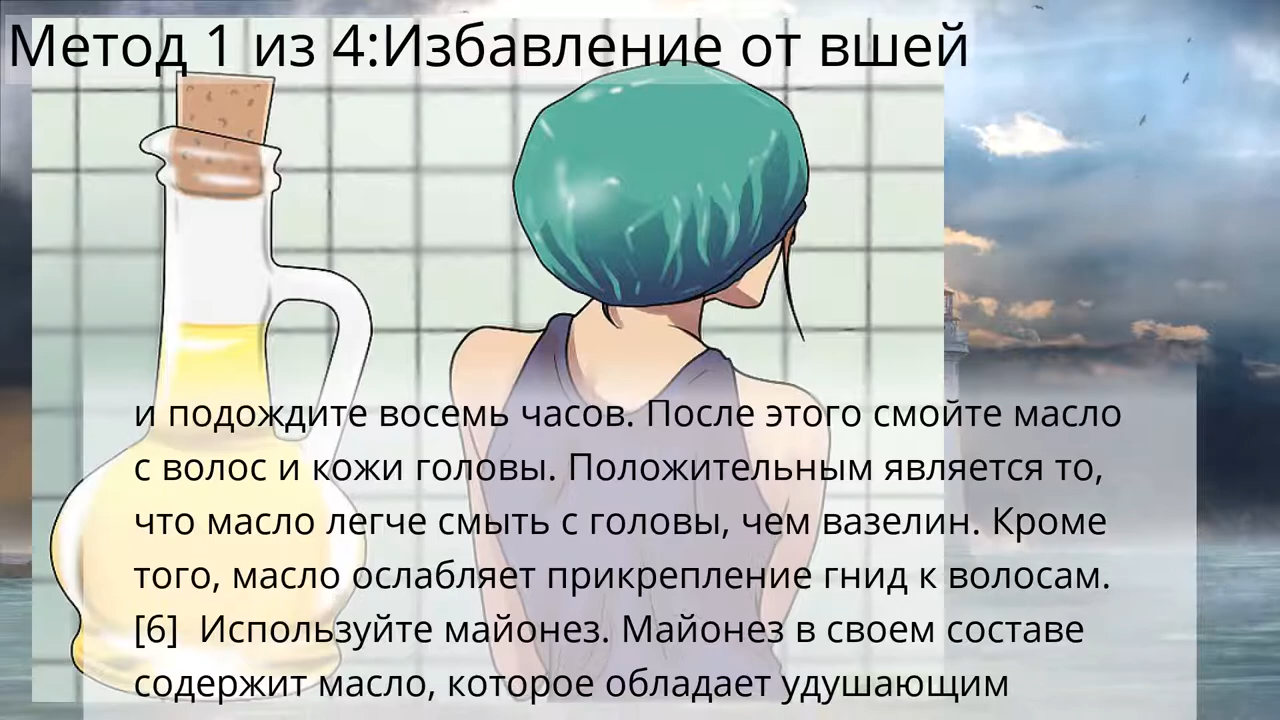 Метод 1 из 4:Избавление от вшей
и подождите восемь часов. После этого смойте масло
с волос и кожи головы. Положительным является то,
что масло легче смыть с головы, чем вазелин. Кроме
того, масло ослабляет прикрепление гнид к волосам.
[6]  Используйте майонез. Майонез в своем составе
содержит масло, которое обладает удушающим